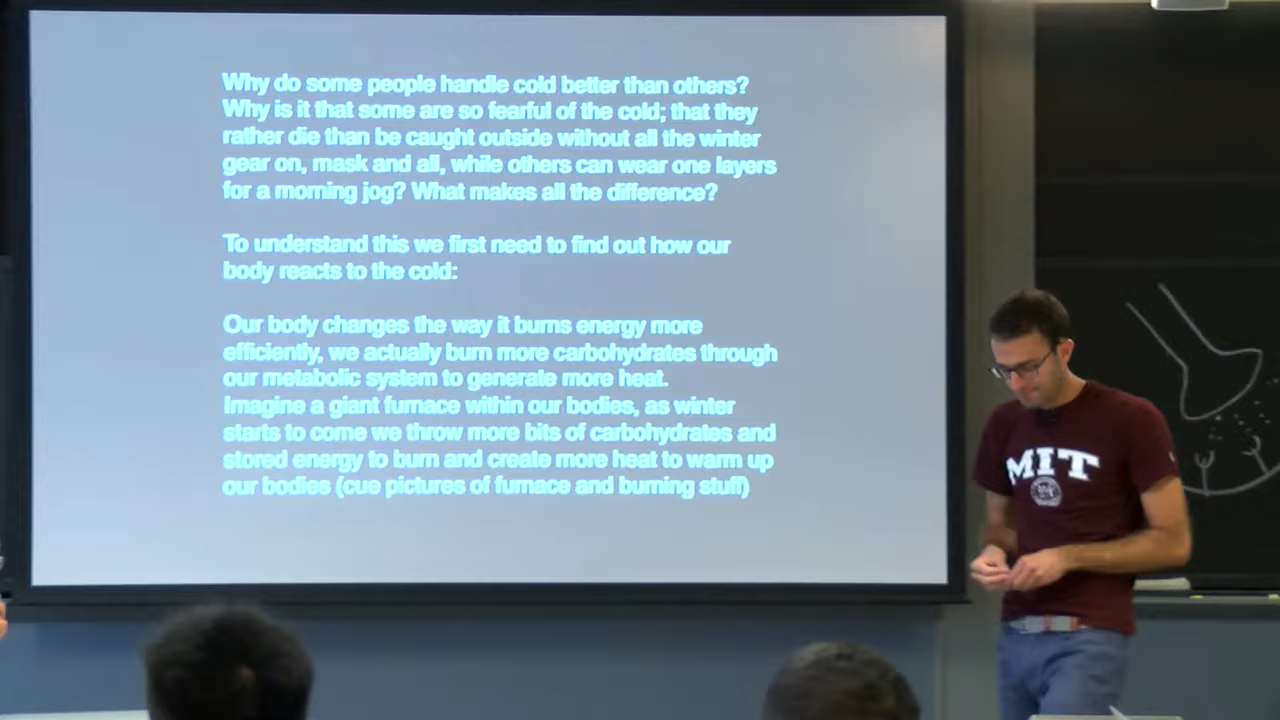 Why do some people handle cold better than others?
Why is it that some are so fearful of the cold; that they
rather die than be caught outside without all the winter
gear on, mask and all, while others can wear one layers
for a morning jog? What makes all the difference?
To understand this we first need to find out how our
body reacts to the cold:
Our body changes the way it burns energy more
efficiently, we actually burn more carbohydrates through
our metabolic system to generate more heat.
Imagine a giant furnace within our bodies, as winter
starts to come we throw more bits of carbohydrates and
stored energy to burn and create more heat to warm up
our bodies (cue pictures of furnace and burning stuff)
MIT